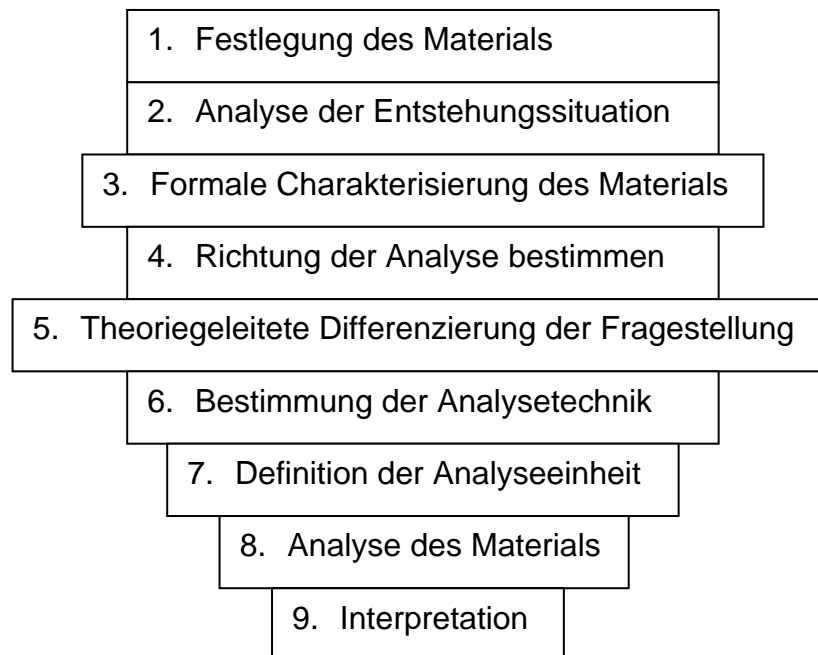 1. Festlegung des Materials
2. Analyse der Entstehungssituation
3. Formale Charakterisierung des Materials
4. Richtung der Analyse bestimmen
5. Theoriegeleitete Differenzierung der Fragestellung
6. Bestimmung der Analysetechnik
7. Definition der Analyseeinheit
8. Analyse des Materials
9. Interpretation